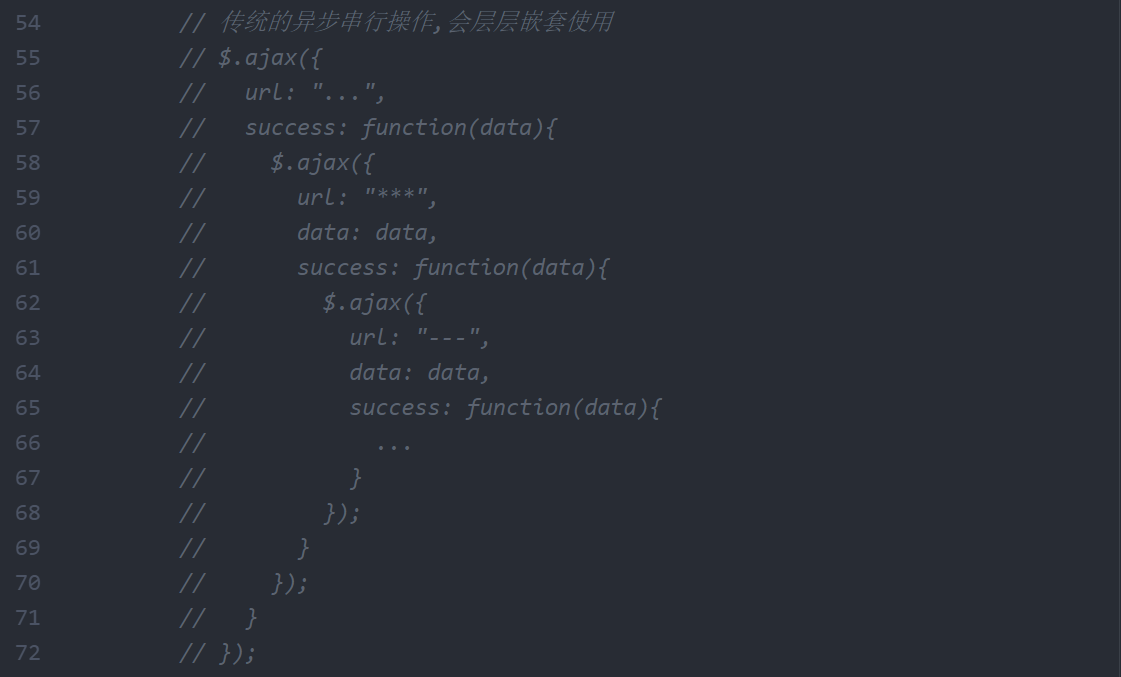 54 // 传统的异步串行操作,会层层嵌套使用
55 // $.ajax({
56 //   url: "...",
57 //   success: function(data){
58 //     $.ajax({
59 //       url: "***",
60 //       data: data,
61 //       success: function(data){
62 //         $.ajax({
63 //           url: "---",
64 //           data: data,
65 //           success: function(data){
66 //             ...
67 //           }
68 //         });
69 //       }
70 //     });
71 //   }
72 // });